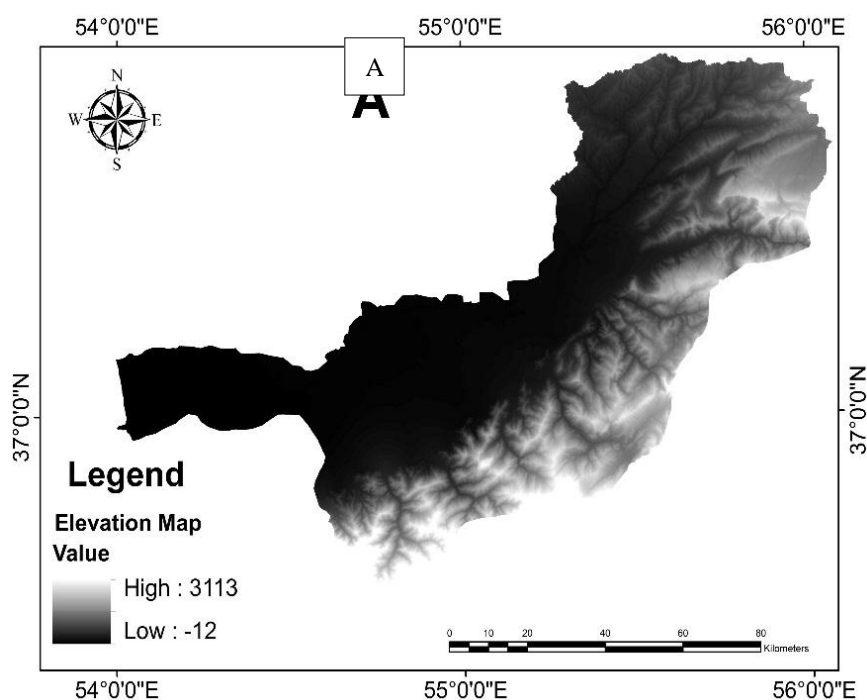 54°0'0"E 55°0'0"E 56°0'0"E
A
A
N
W E
S
37°0'0"N 37°0'0"N
Legend
Elevation Map
Value
High : 3113
Low : -12
0 10 20 40 60 80
Kilometers
54°0'0"E 55°0'0"E 56°0'0"E